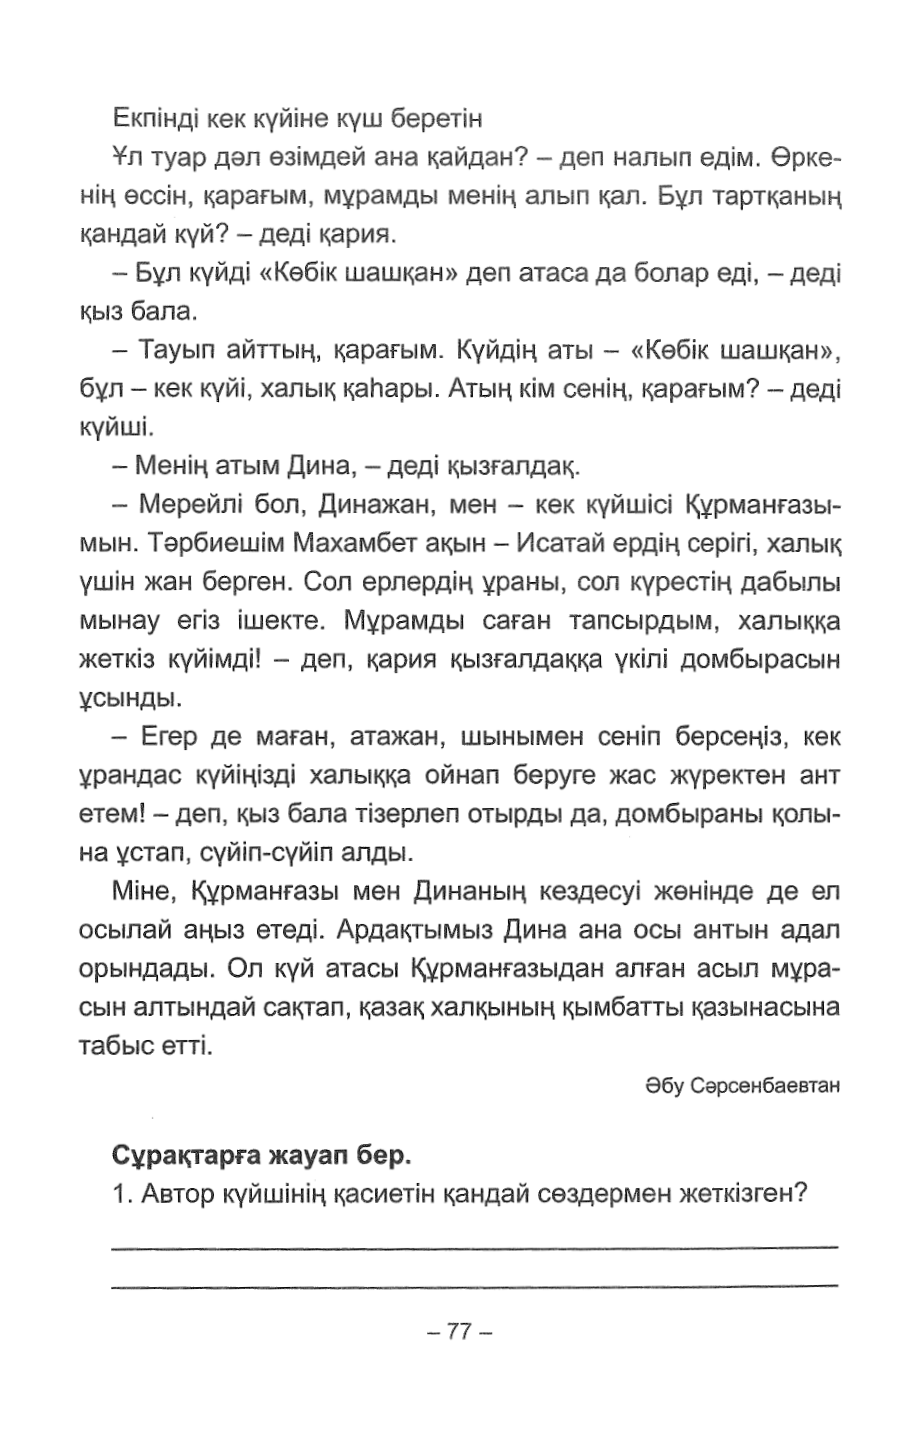 Екпінді кек күйіне күш беретін
Ұл туар дәл өзімдей ана қайдан? – деп налып едім. Өрке-
нің өссін, қарағым, мұрамды менің алып қал. Бұл тартқаның
қандай күй? – деді қария.
– Бұл күйді «Көбік шашқан» деп атаса да болар еді, – деді
қыз бала.
– Тауып айттың, қарағым. Күйдің аты – «Көбік шашқан»,
бұл – кек күйі, халық қаһары. Атың кім сенің, қарағым? – деді
күйші.
– Менің атым Дина, – деді қызғалдақ.
– Мерейлі бол, Динажан, мен – кек күйшісі Құрманғазы-
мын. Тәрбиешім Махамбет ақын – Исатай ердің серігі, халық
үшін жан берген. Сол ерлердің ұраны, сол күрестің дабылы
мынау егіз ішекте. Мұрамды саған тапсырдым, халыққа
жеткіз күйімді! – деп, қария қызғалдаққа үкілі домбырасын
ұсынды.
– Егер де маған, атажан, шынымен сеніп берсеңіз, кек
ұрандас күйіңізді халыққа ойнап беруге жас жүректен ант
етем! – деп, қыз бала тізерлеп отырды да, домбыраны қолы-
на ұстап, сүйіп-сүйіп алды.
Міне, Құрманғазы мен Динаның кездесуі жөнінде де ел
осылай аңыз етеді. Ардақтымыз Дина ана осы антын адал
орындады. Ол күй атасы Құрманғазыдан алған асыл мұра-
сын алтындай сақтап, қазақ халқының қымбатты қазынасына
табыс етті.
Әбу Сәрсенбаевтан
Сұрақтарға жауап бер.
1. Автор күйшінің қасиетін қандай сөздермен жеткізген?
– 77 –